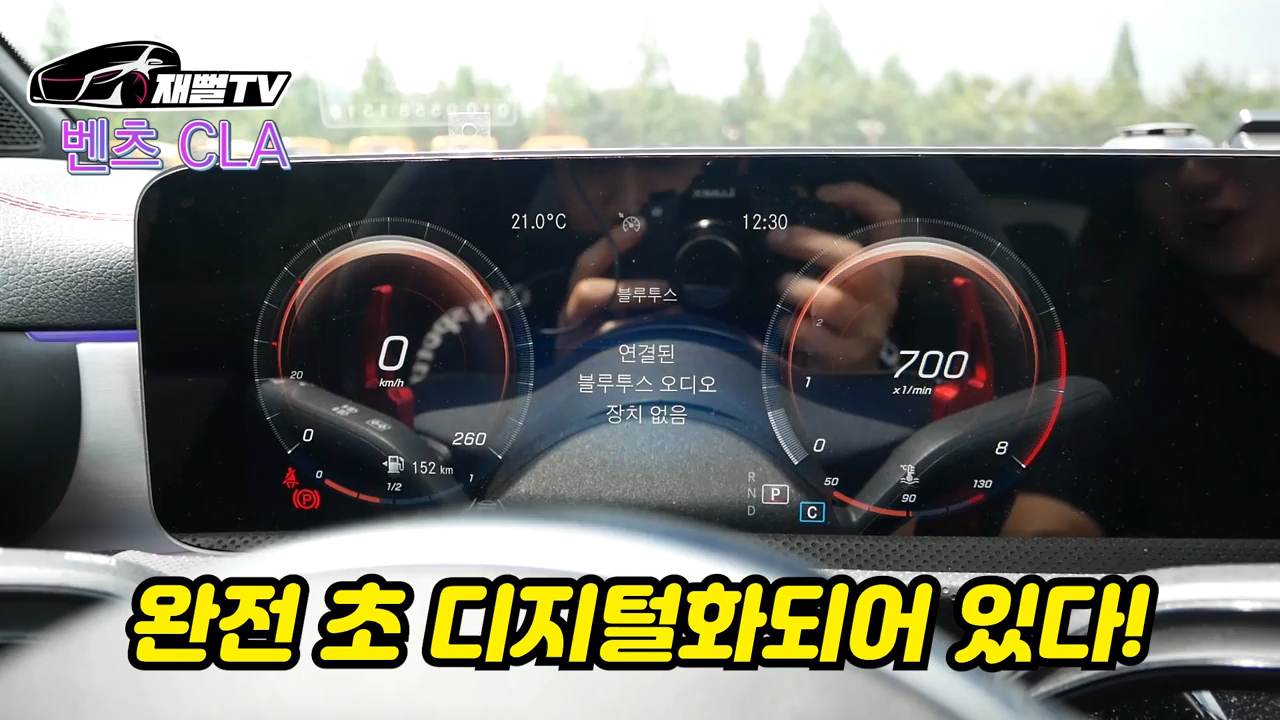 재뻘TV
벤츠 CLA
21.0°C
12:30
블루투스
연결된
블루투스 오디오
장치 없음
0
km/h
20
0
260
152 km
0
1/2
1
2
1
0
700
x1/min
8
50
90
130
°C/°F
R
N
D
P
C
P
완전 초 디지털화되어 있다!